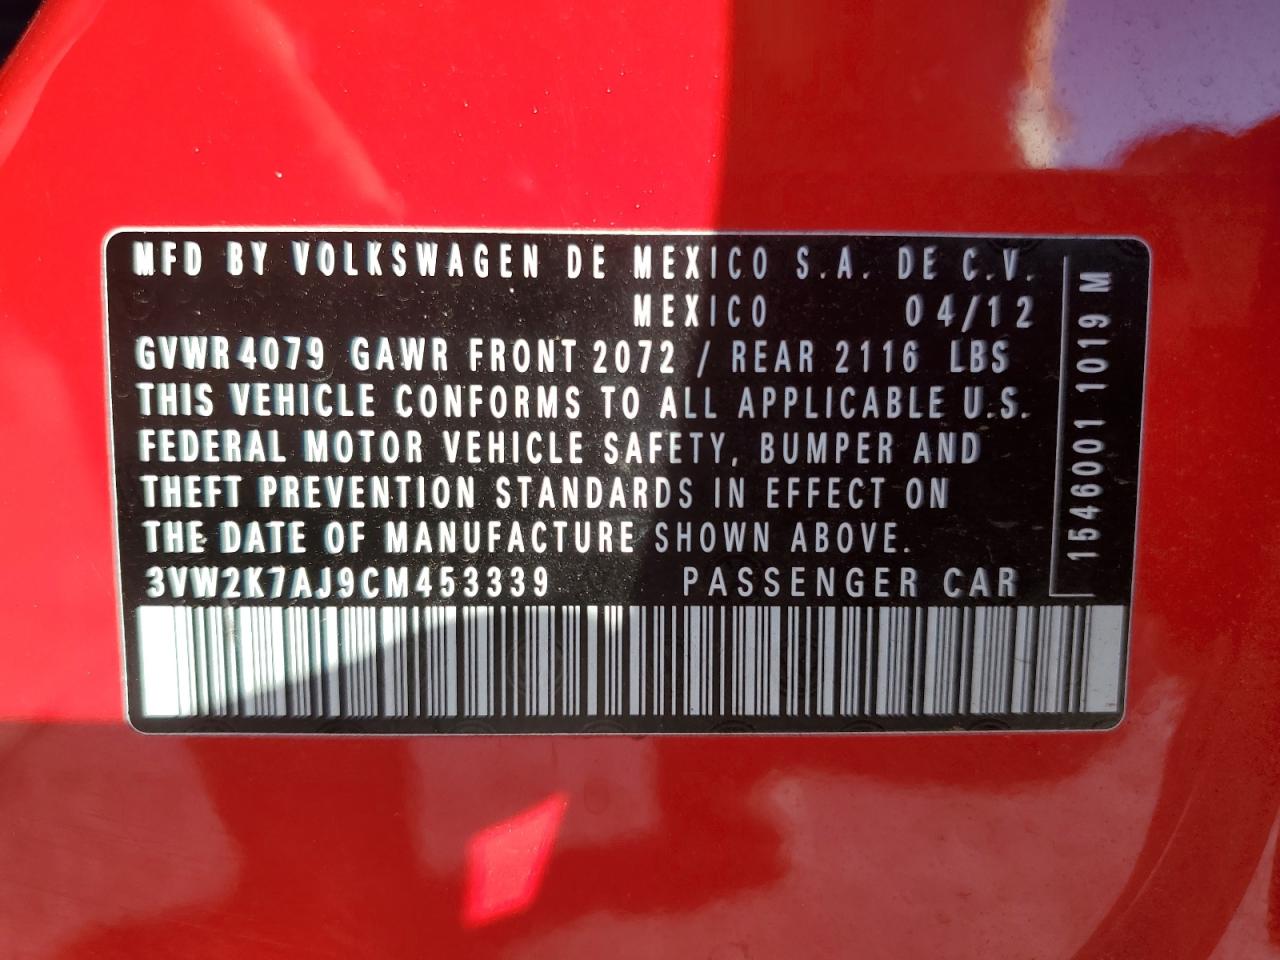 MFD BY VOLKSWAGEN DE MEXICO S.A. DE C.V.
MEXICO 04/12
GVWR 4079 GAWR FRONT 2072 / REAR 2116 LBS
THIS VEHICLE CONFORMS TO ALL APPLICABLE U.S.
FEDERAL MOTOR VEHICLE SAFETY, BUMPER AND
THEFT PREVENTION STANDARDS IN EFFECT ON
THE DATE OF MANUFACTURE SHOWN ABOVE.
3VW2K7AJ9CM453339 PASSENGER CAR
1546001 1019 M